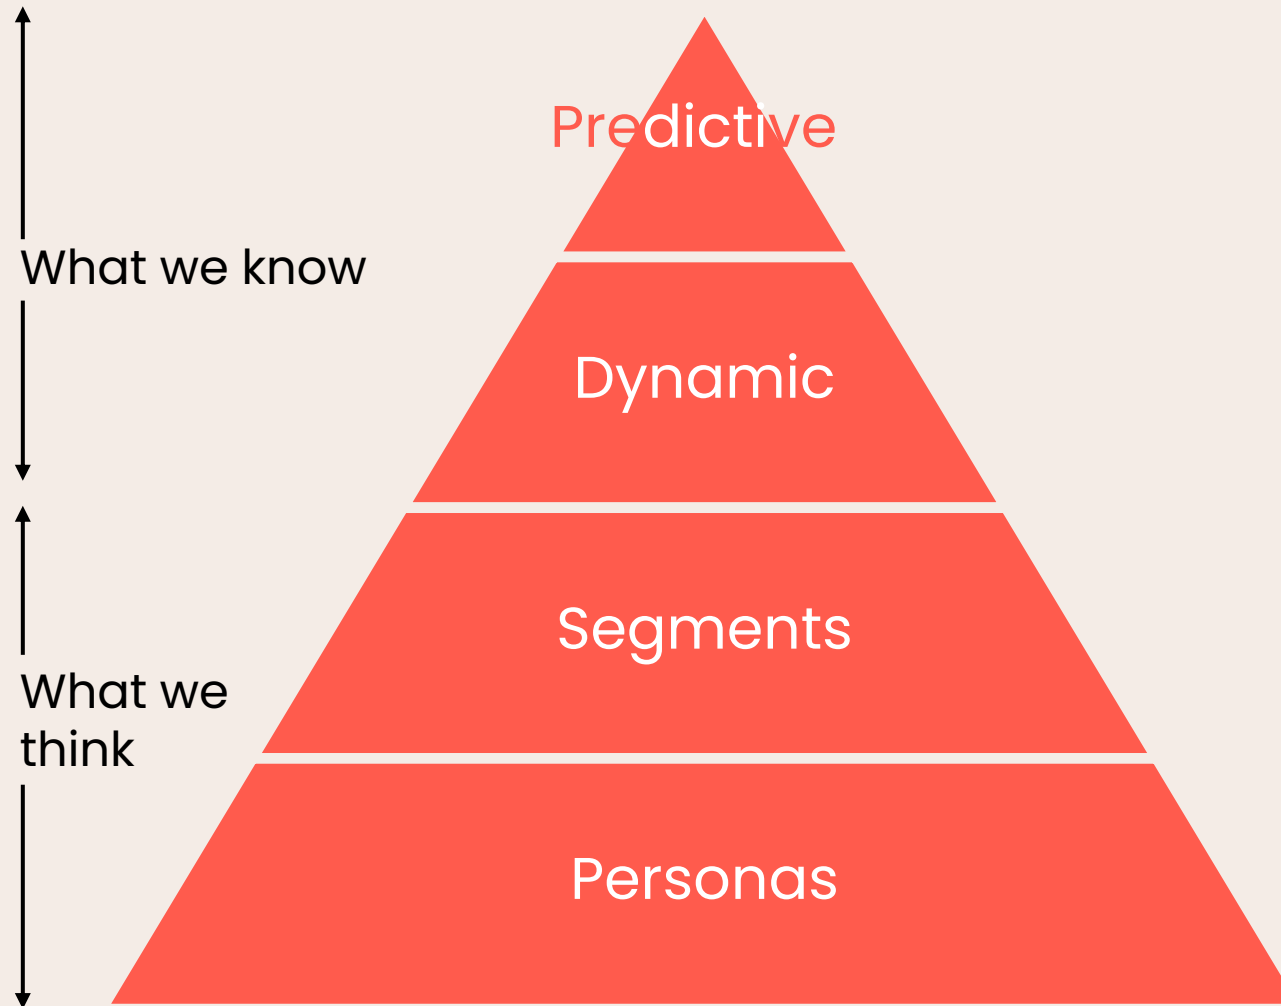 Predictive
What we know
Dynamic
Segments
What we
think
Personas